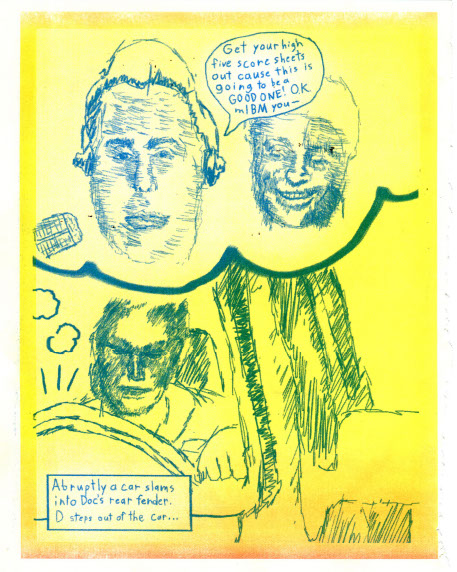 Get your high
five score sheets
out cause this is
going to be a
GOOD ONE! O.K
mIBM you—
Abruptly a car slams
into Doc's rear fender.
D steps out of the car...